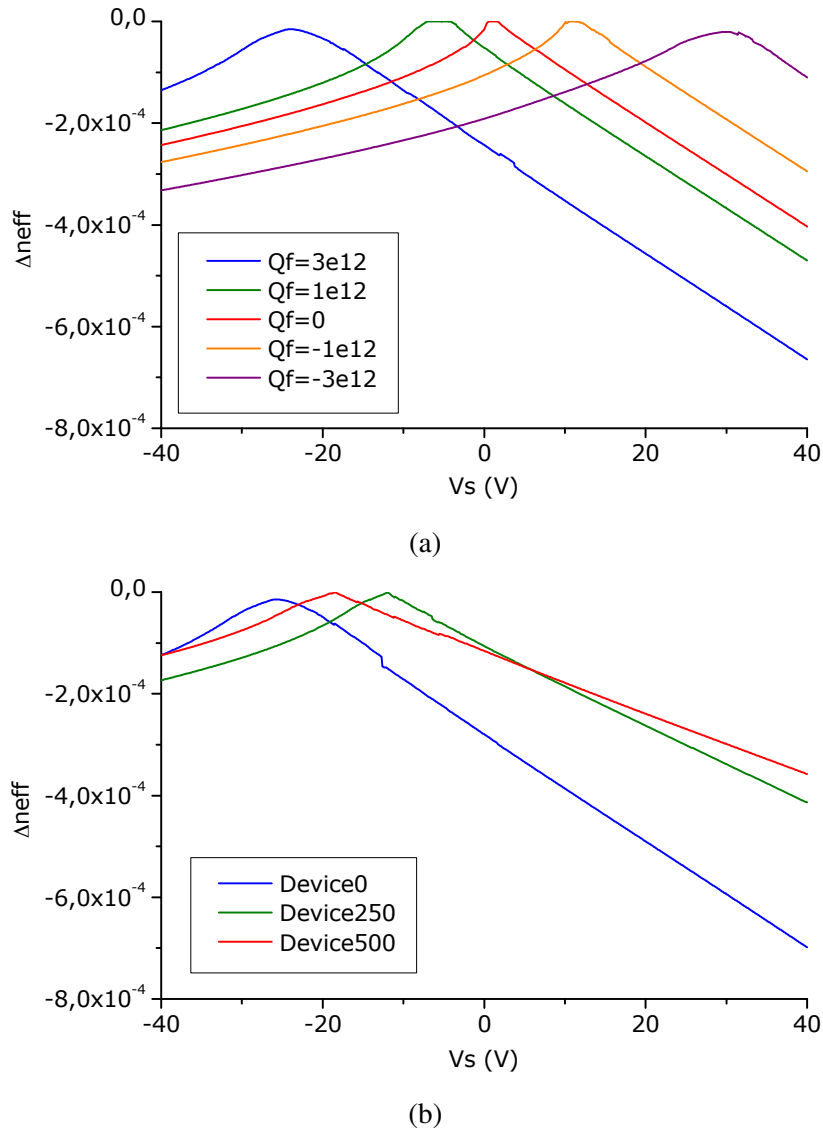 0,0
-2,0x10⁻⁴
-4,0x10⁻⁴
-6,0x10⁻⁴
-8,0x10⁻⁴
Δneff
Qf=3e12
Qf=1e12
Qf=0
Qf=-1e12
Qf=-3e12
-40 -20 0 20 40
Vs (V)
(a)
0,0
-2,0x10⁻⁴
-4,0x10⁻⁴
-6,0x10⁻⁴
-8,0x10⁻⁴
Δneff
Device0
Device250
Device500
-40 -20 0 20 40
Vs (V)
(b)